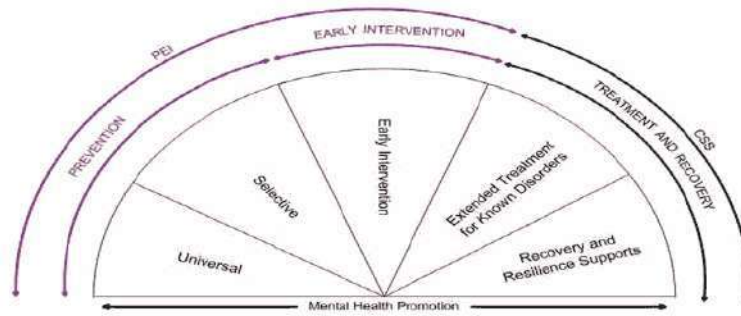 PEI
EARLY INTERVENTION
PREVENTION
TREATMENT AND RECOVERY
CSS
Universal
Selective
Early Intervention
Extended Treatment
for Known Disorders
Recovery and
Resilience Supports
Mental Health Promotion